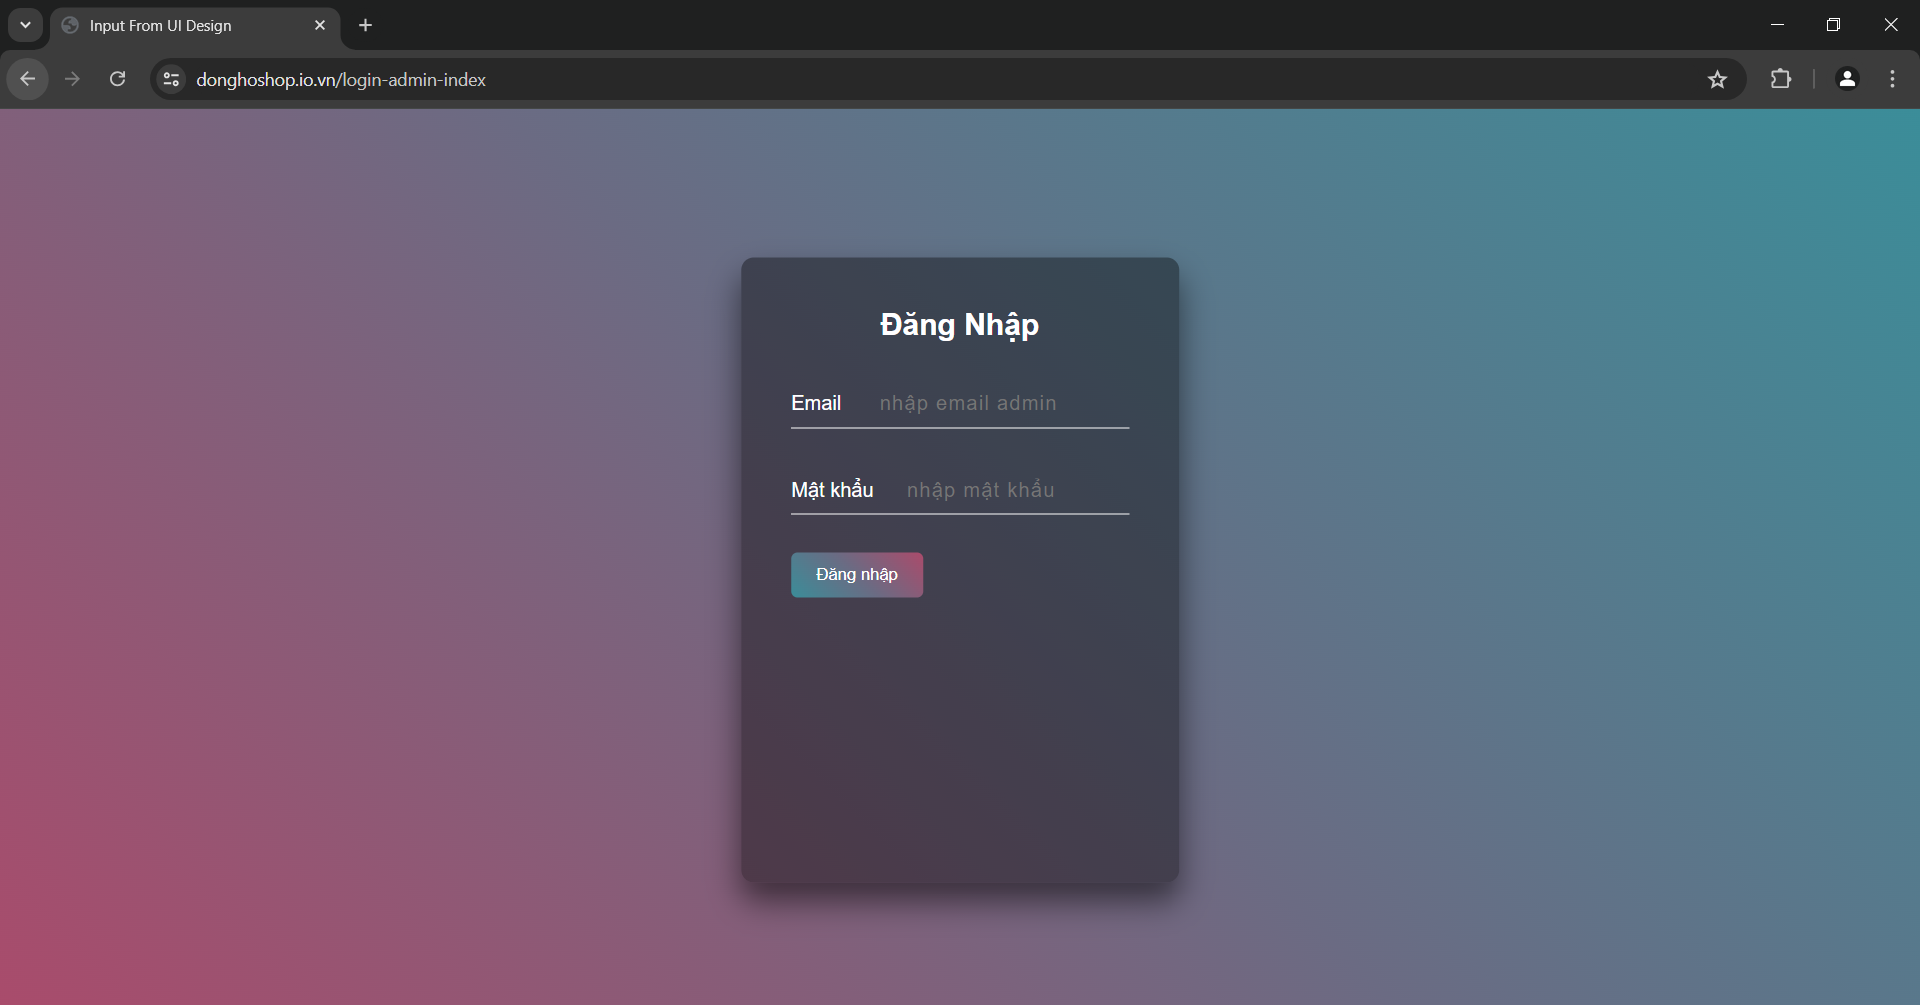 Input From UI Design
donghoshop.io.vn/login-admin-index
Đăng Nhập
Email nhập email admin
Mật khẩu nhập mật khẩu
Đăng nhập